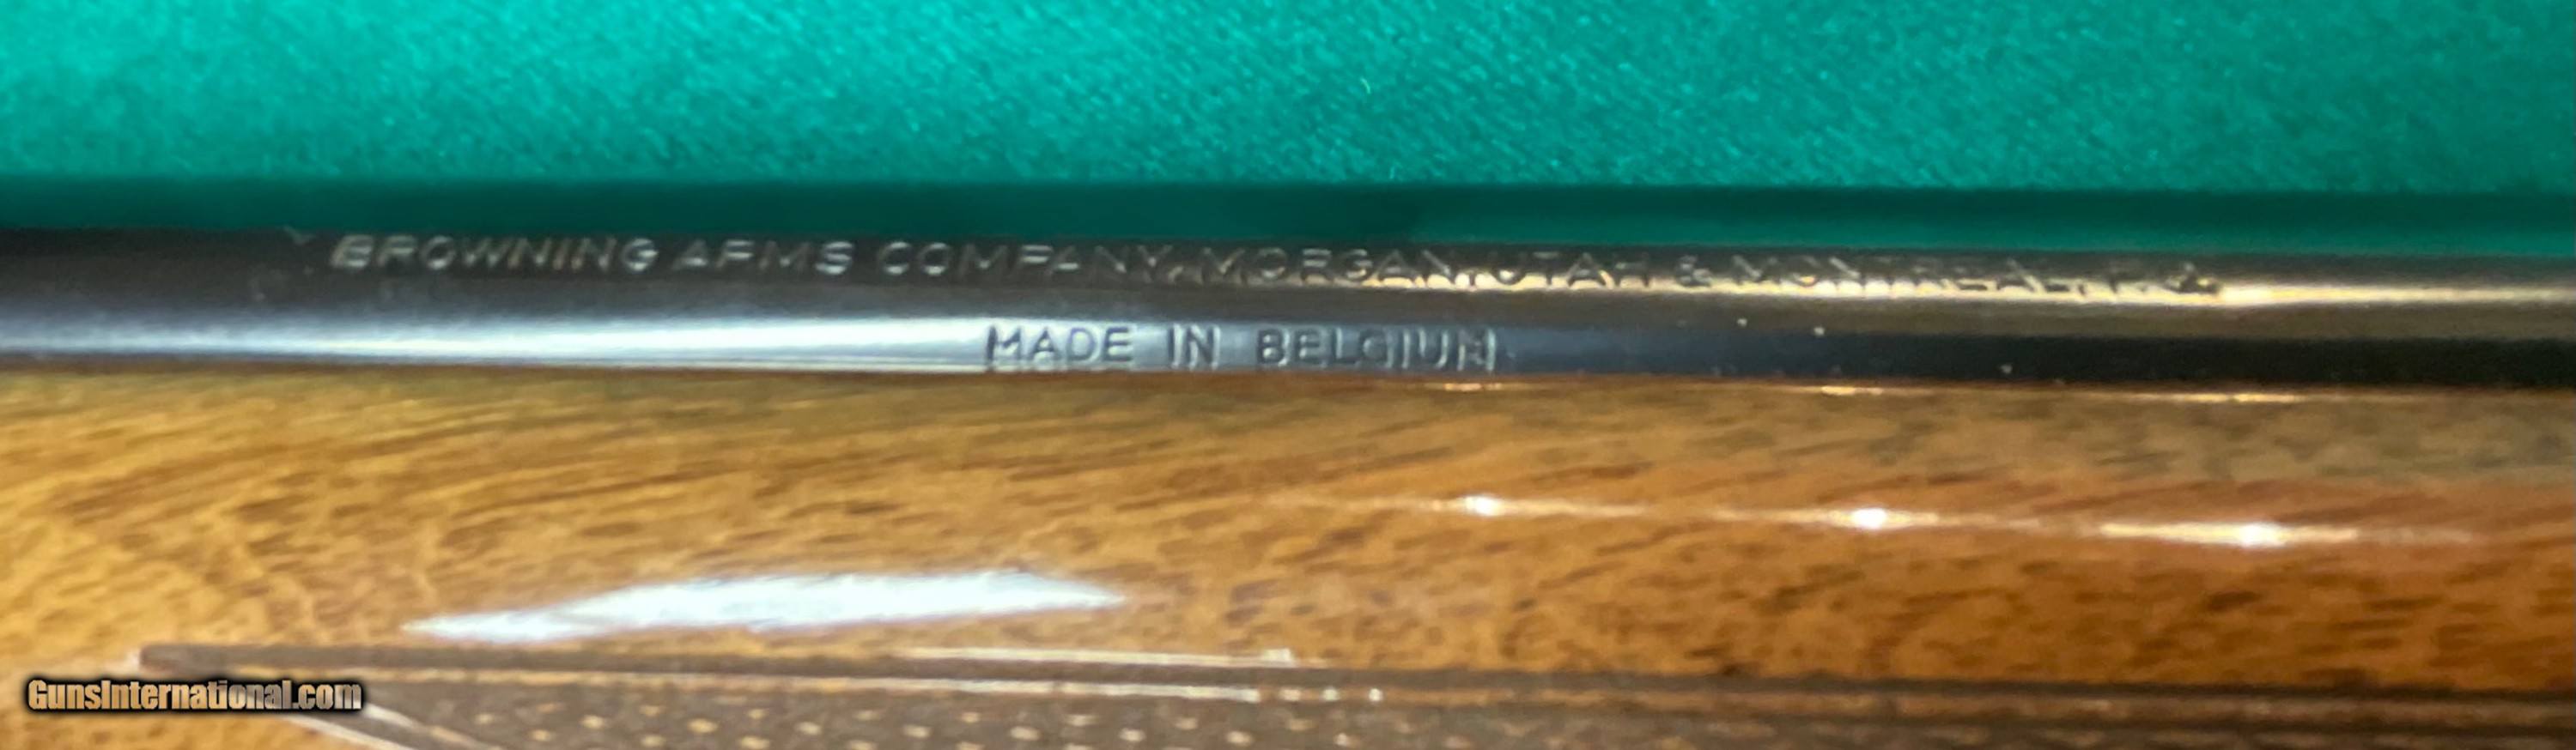 BROWNING ARMS COMPANY, MORGAN, UTAH & MONTREAL, P.Q.
MADE IN BELGIUM
GunsInternational.com